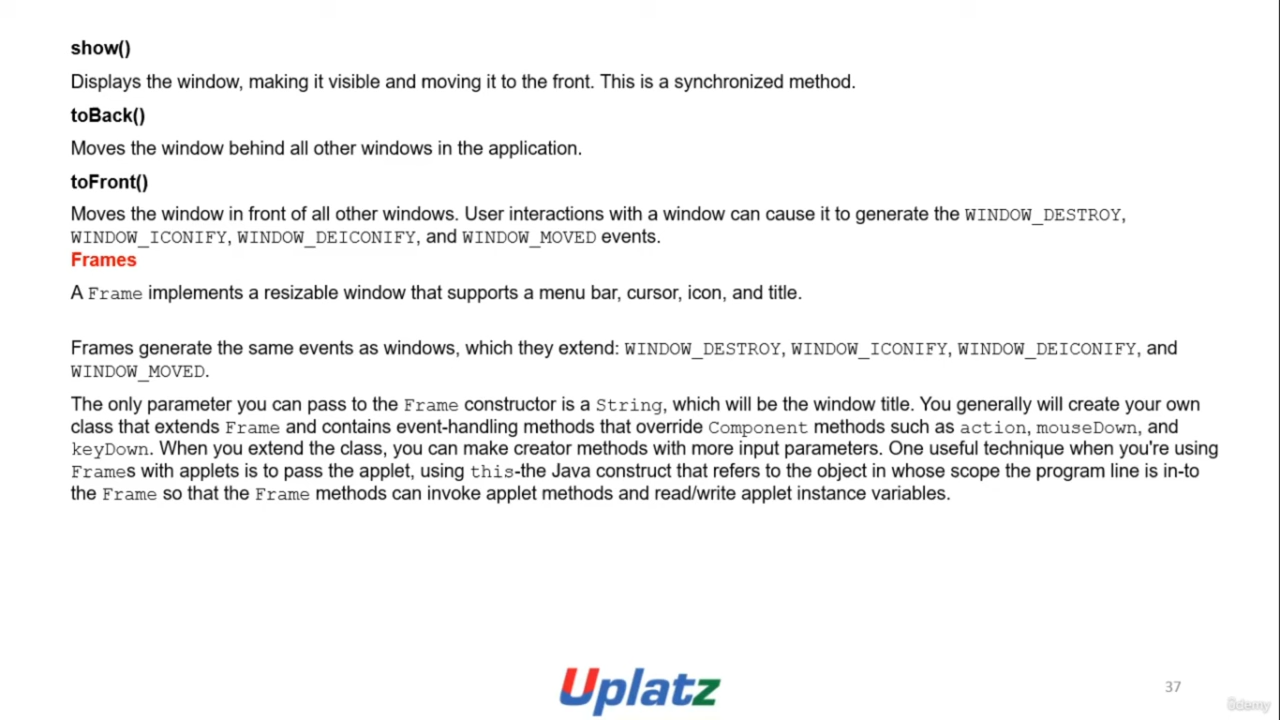 show()
Displays the window, making it visible and moving it to the front. This is a synchronized method.
toBack()
Moves the window behind all other windows in the application.
toFront()
Moves the window in front of all other windows. User interactions with a window can cause it to generate the WINDOW_DESTROY,
WINDOW_ICONIFY, WINDOW_DEICONIFY, and WINDOW_MOVED events.
Frames
A Frame implements a resizable window that supports a menu bar, cursor, icon, and title.
Frames generate the same events as windows, which they extend: WINDOW_DESTROY, WINDOW_ICONIFY, WINDOW_DEICONIFY, and
WINDOW_MOVED.
The only parameter you can pass to the Frame constructor is a String, which will be the window title. You generally will create your own
class that extends Frame and contains event-handling methods that override Component methods such as action, mouseDown, and
keyDown. When you extend the class, you can make creator methods with more input parameters. One useful technique when you're using
Frames with applets is to pass the applet, using this-the Java construct that refers to the object in whose scope the program line is in-to
the Frame so that the Frame methods can invoke applet methods and read/write applet instance variables.
Uplatz
37
ûdemy